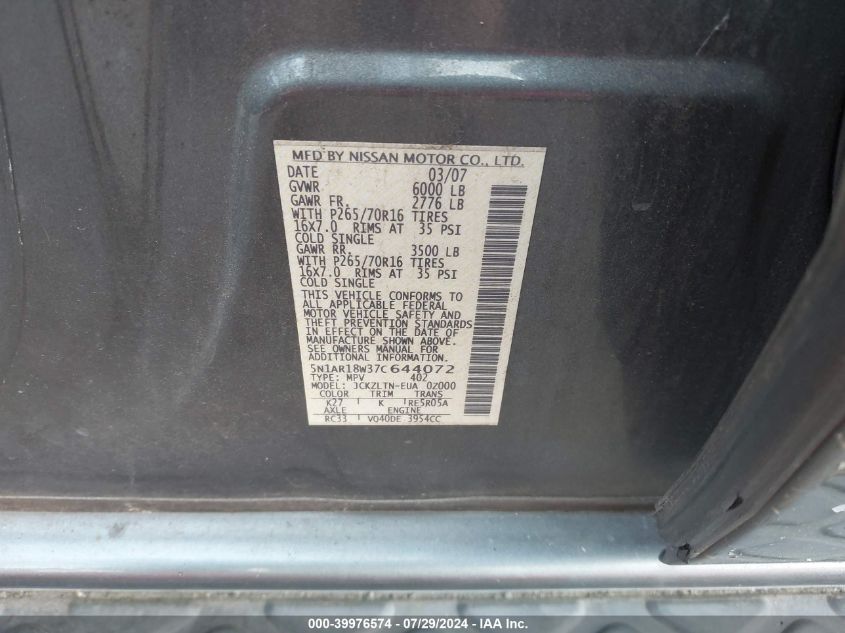 MFD BY NISSAN MOTOR CO., LTD.
DATE 03/07
GVWR 6000 LB
GAWR FR. 2776 LB
WITH P265/70R16 TIRES
16X7.0 RIMS AT 35 PSI
COLD SINGLE
GAWR RR. 3500 LB
WITH P265/70R16 TIRES
16X7.0 RIMS AT 35 PSI
COLD SINGLE
THIS VEHICLE CONFORMS TO
ALL APPLICABLE FEDERAL
MOTOR VEHICLE SAFETY AND
THEFT PREVENTION STANDARDS
IN EFFECT ON THE DATE OF
MANUFACTURE SHOWN ABOVE.
SEE OWNERS MANUAL FOR
ADDITIONAL INFORMATION
5N1AR18W37C644072
TYPE: MPV 402
MODEL: JCKZLTN-EUA 0Z000
COLOR TRIM TRANS
K27 K RE5R05A
AXLE ENGINE
RC33 VQ40DE 3954CC
000-39976574 / 07/29/2024 - IAA Inc.